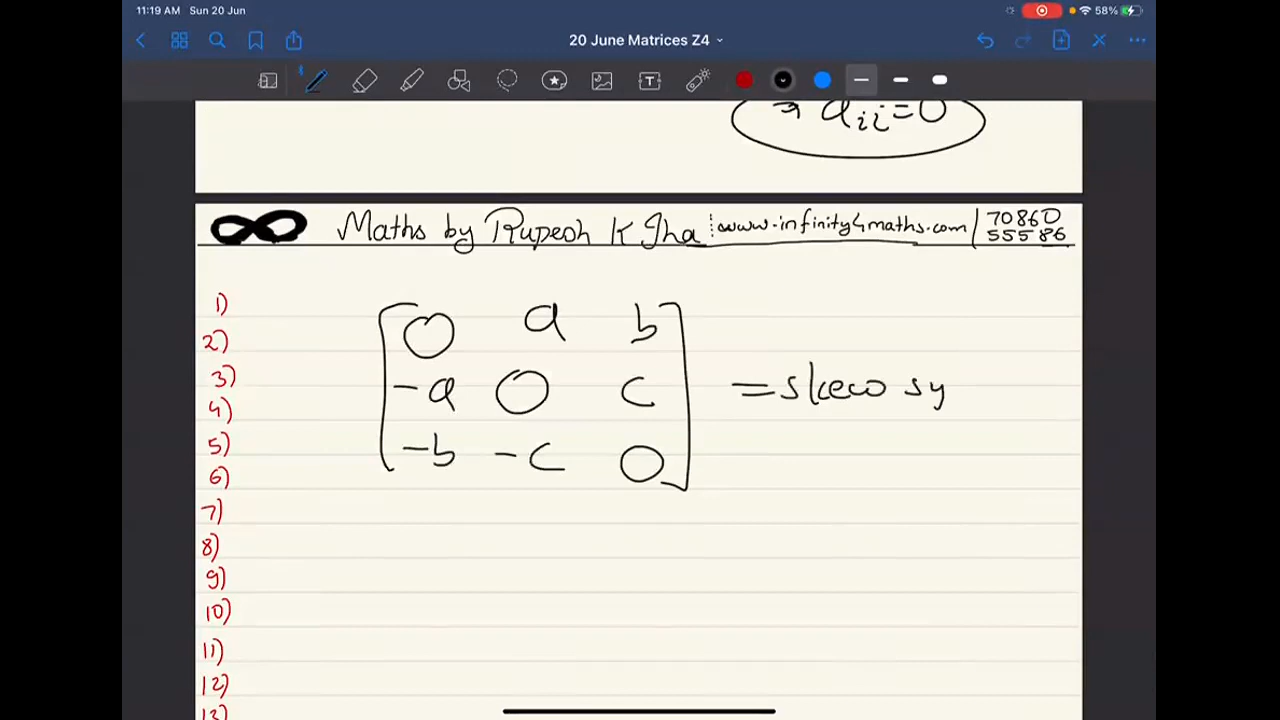 11:19 AM Sun 20 Jun 58%
20 June Matrices Z4
⇒ aii=0
Maths by Rupesh K Jha www.infinity4maths.com 70860 55586
1)
2)
3)
4)
5)
6)
0 a b
-a 0 c
-b -c 0
= skew sy
7)
8)
9)
10)
11)
12)
13)